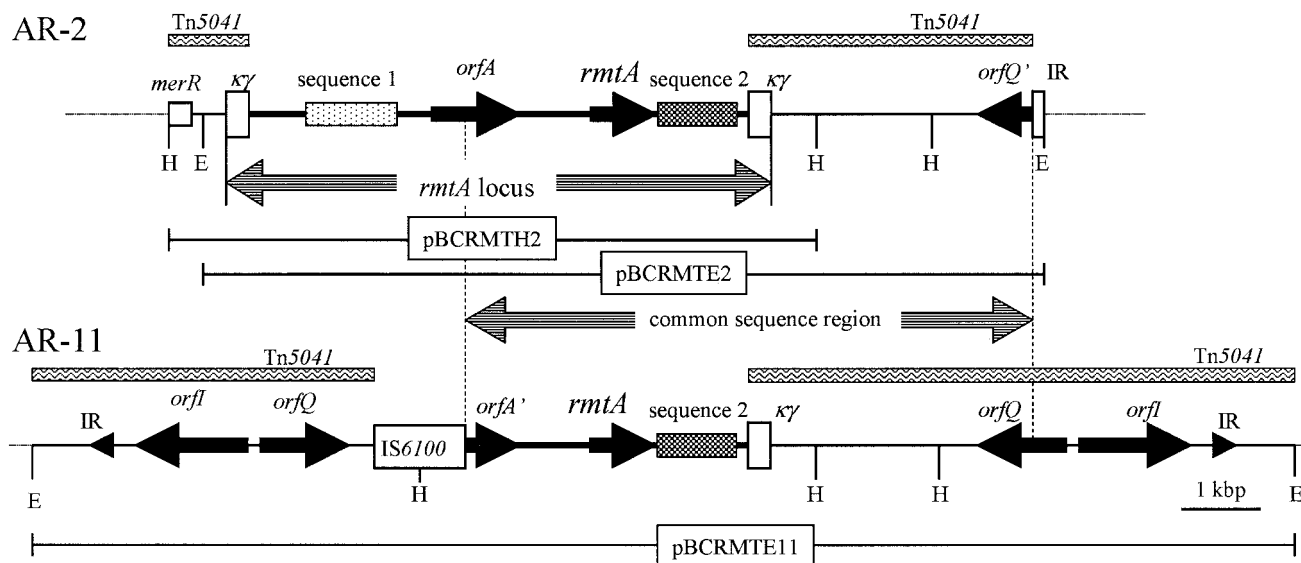 AR-2
Tn5041
Tn5041
merR
κγ
sequence 1
orfA
rmtA
sequence 2
κγ
orfQ’
IR
H
E
H
H
E
rmtA locus
pBCRMTH2
pBCRMTE2
common sequence region
AR-11
Tn5041
Tn5041
IR
orfI
orfQ
IS6100
orfA’
rmtA
sequence 2
κγ
orfQ
orfI
IR
E
H
H
H
1 kbp
E
pBCRMTE11